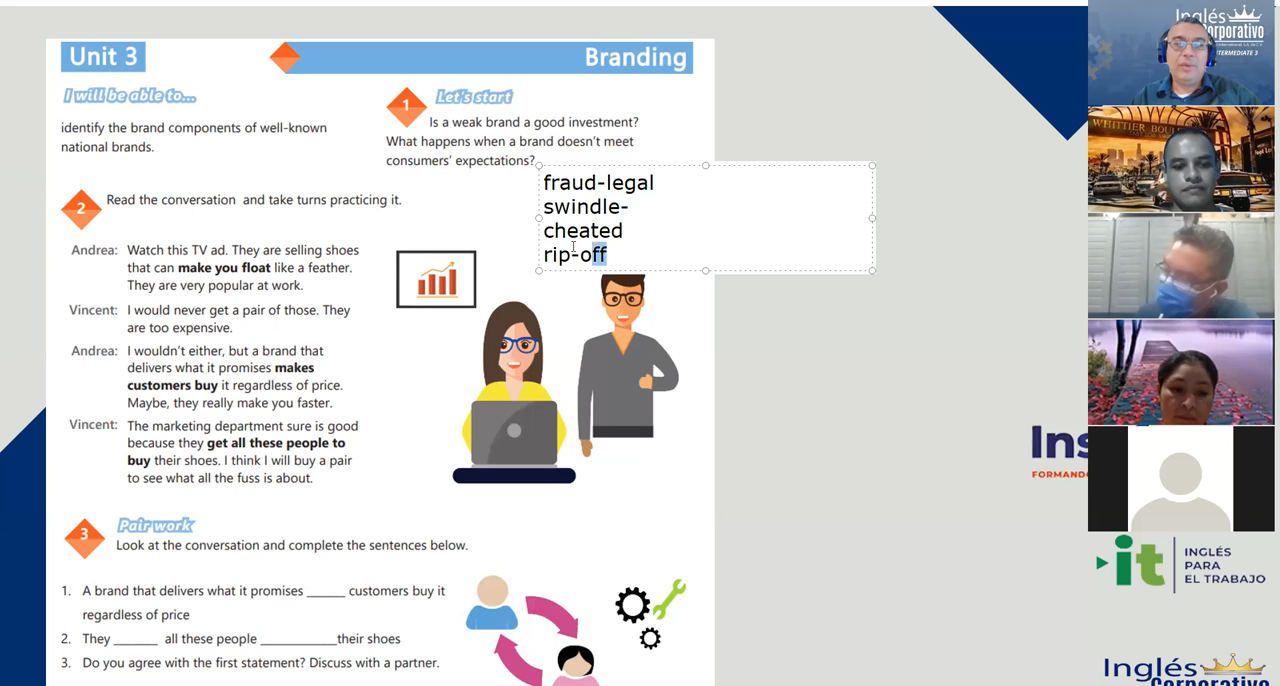 Unit 3
Branding
I will be able to...
identify the brand components of well-known
national brands.
1
Let's start
Is a weak brand a good investment?
What happens when a brand doesn't meet
consumers' expectations?
fraud-legal
swindle-
cheated
rip-off
2
Read the conversation and take turns practicing it.
Andrea: Watch this TV ad. They are selling shoes
that can make you float like a feather.
They are very popular at work.
Vincent: I would never get a pair of those. They
are too expensive.
Andrea: I wouldn't either, but a brand that
delivers what it promises makes
customers buy it regardless of price.
Maybe, they really make you faster.
Vincent: The marketing department sure is good
because they get all these people to
buy their shoes. I think I will buy a pair
to see what all the fuss is about.
3
Pair work
Look at the conversation and complete the sentences below.
1. A brand that delivers what it promises ______ customers buy it
regardless of price
2. They _______ all these people ____________their shoes
3. Do you agree with the first statement? Discuss with a partner.
Inglés
Corporativo
INTERMEDIATE 3
WHITTIER BOUL
Ins
FORMANDO
it
INGLÉS
PARA
EL TRABAJO
Inglés
Corporativo